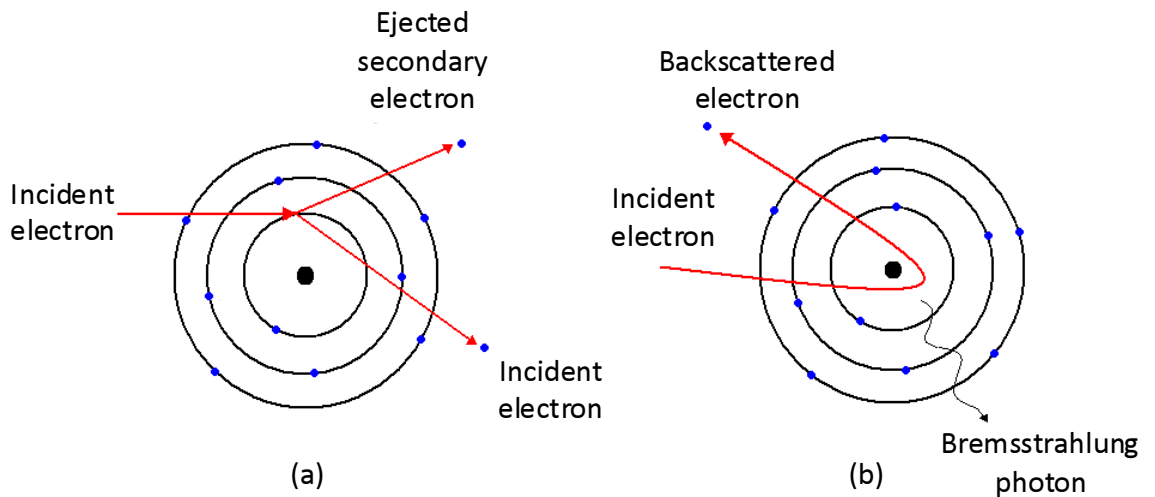 Ejected
secondary
electron
Incident
electron
Incident
electron
(a)
Backscattered
electron
Incident
electron
Bremsstrahlung
photon
(b)